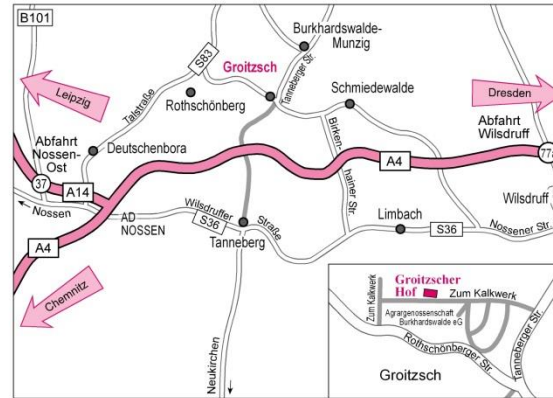 B101
Burkhardswalde-
Munzig
S83
Groitzsch
Tanneberger Str.
Leipzig
Talstraße
Rothschönberg
Schmiedewalde
Dresden
Abfahrt
Nossen-
Ost
Deutschenbora
Birken-
hainer Str.
Abfahrt
Wilsdruff
A4
77
37
A14
Nossen
AD
NOSSEN
Wilsdruffer
Straße
S36
Tanneberg
Limbach
S36
Wilsdruff
Nossener Str.
A4
Chemnitz
Neukirchen
Groitzscher
Hof
Zum Kalkwerk
Zum Kalkwerk
Agrargenossenschaft
Burkhardswalde eG
Rothschönberger Str.
Tanneberger Str.
Groitzsch